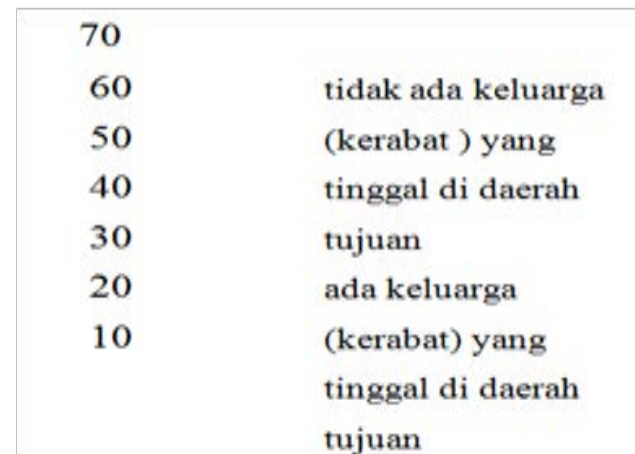 70
60 tidak ada keluarga
50 (kerabat ) yang
40 tinggal di daerah
30 tujuan
20 ada keluarga
10 (kerabat) yang
tinggal di daerah
tujuan